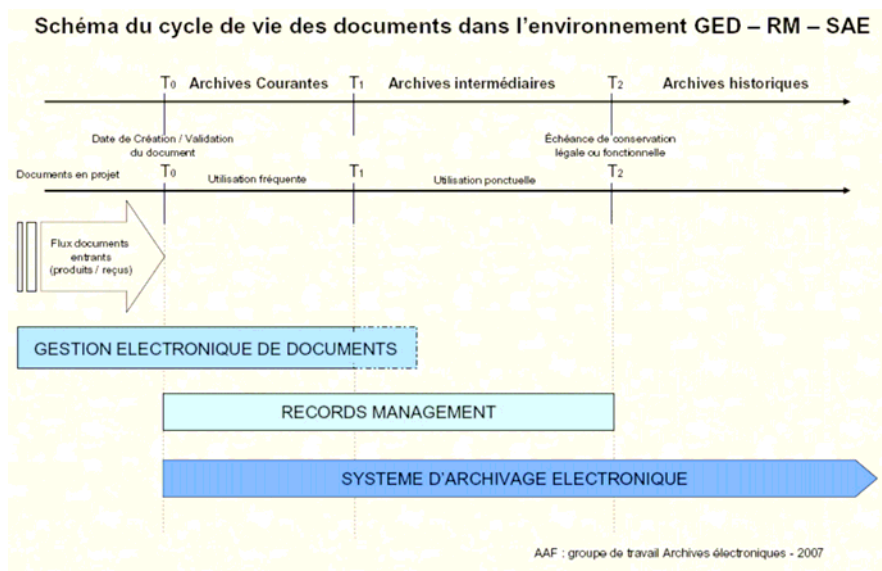 Schéma du cycle de vie des documents dans l'environnement GED – RM – SAE
T0 Archives Courantes T1 Archives intermédiaires T2 Archives historiques
Date de Création / Validation
du document
Échéance de conservation
légale ou fonctionnelle
Documents en projet T0 Utilisation fréquente T1 Utilisation ponctuelle T2
Flux documents
entrants
(produits / reçus)
GESTION ELECTRONIQUE DE DOCUMENTS
RECORDS MANAGEMENT
SYSTEME D'ARCHIVAGE ELECTRONIQUE
AAF : groupe de travail Archives électroniques - 2007